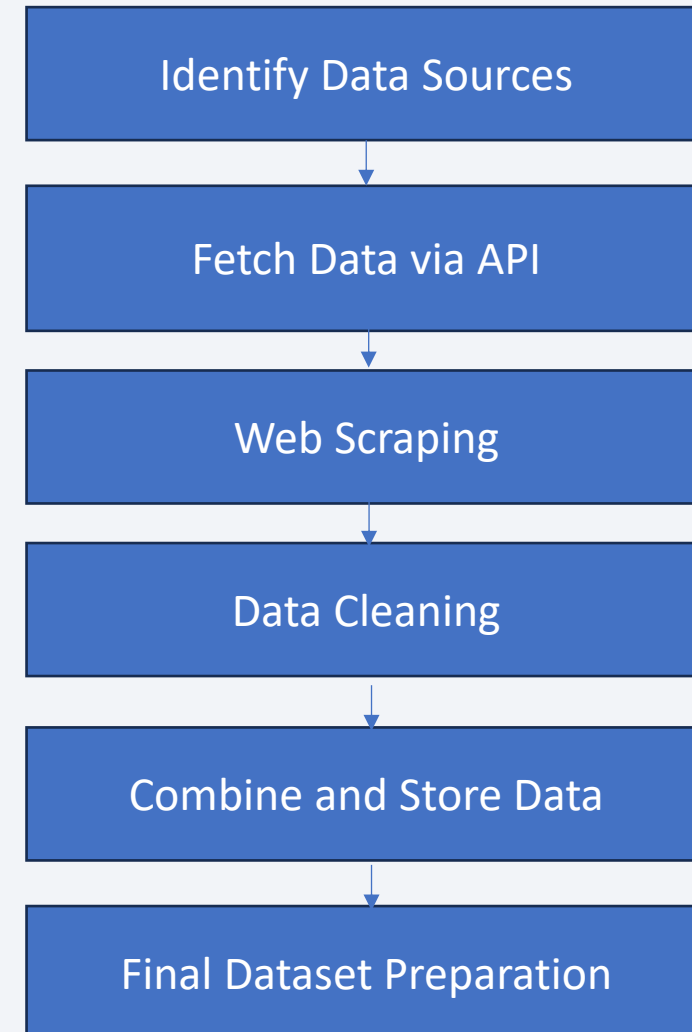 Identify Data Sources
Fetch Data via API
Web Scraping
Data Cleaning
Combine and Store Data
Final Dataset Preparation